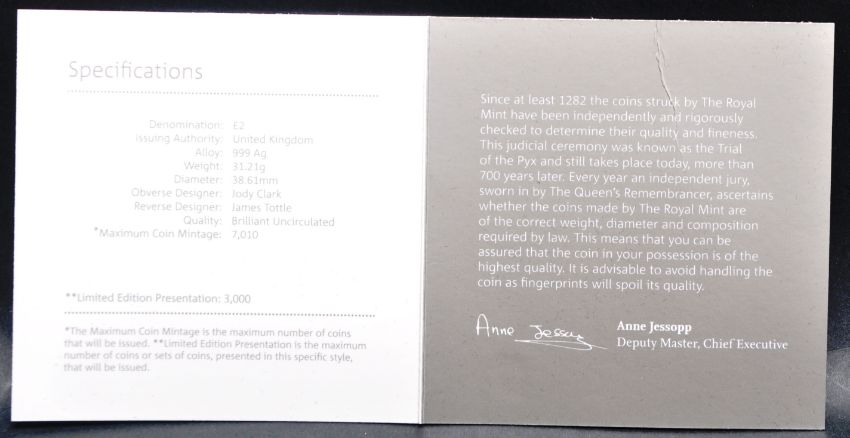 Specifications
Denomination: £2
Issuing Authority: United Kingdom
Alloy: 999 Ag
Weight: 31.21g
Diameter: 38.61mm
Obverse Designer: Jody Clark
Reverse Designer: James Tottle
Quality: Brilliant Uncirculated
*Maximum Coin Mintage: 7,010
**Limited Edition Presentation: 3,000
*The Maximum Coin Mintage is the maximum number of coins
that will be issued. **Limited Edition Presentation is the maximum
number of coins or sets of coins, presented in this specific style,
that will be issued.
Since at least 1282 the coins struck by The Royal
Mint have been independently and rigorously
checked to determine their quality and fineness.
This judicial ceremony was known as the Trial
of the Pyx and still takes place today, more than
700 years later. Every year an independent jury,
sworn in by The Queen's Remembrancer, ascertains
whether the coins made by The Royal Mint are
of the correct weight, diameter and composition
required by law. This means that you can be
assured that the coin in your possession is of the
highest quality. It is advisable to avoid handling the
coin as fingerprints will spoil its quality.
Anne Jessopp
Anne Jessopp
Deputy Master, Chief Executive